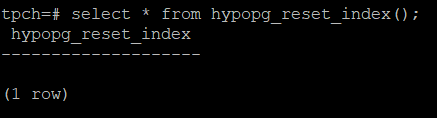 tpch=# select * from hypopg_reset_index();
 hypopg_reset_index
--------------------

(1 row)